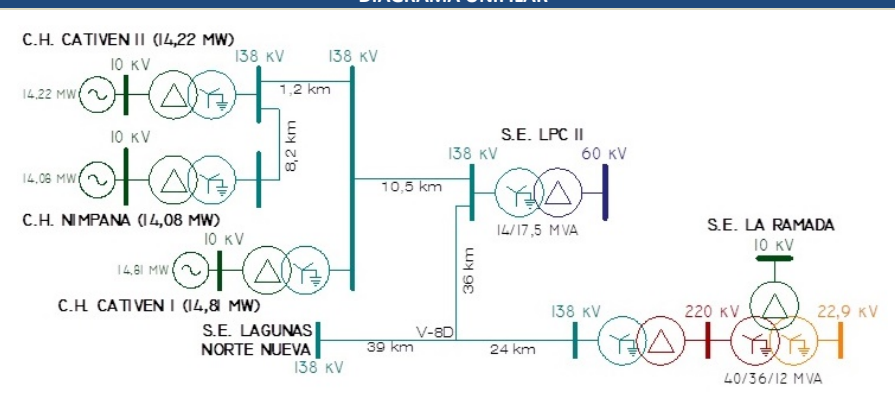 DIAGRAMA UNIFILAR
C.H. CATIVEN II (14,22 MW)
138 KV
138 KV
10 KV
14,22 MW
1,2 km
8,2 km
10 KV
14,08 MW
C.H. NIMPANA (14,08 MW)
S.E. LPC II
138 KV
60 KV
10,5 km
14/17,5 MVA
10 KV
14,81 MW
C.H. CATIVEN I (14,81 MW)
36 km
S.E. LA RAMADA
10 KV
S.E. LAGUNAS
NORTE NUEVA
138 KV
V-8D
39 km
24 km
138 KV
220 KV
22,9 KV
40/36/12 MVA